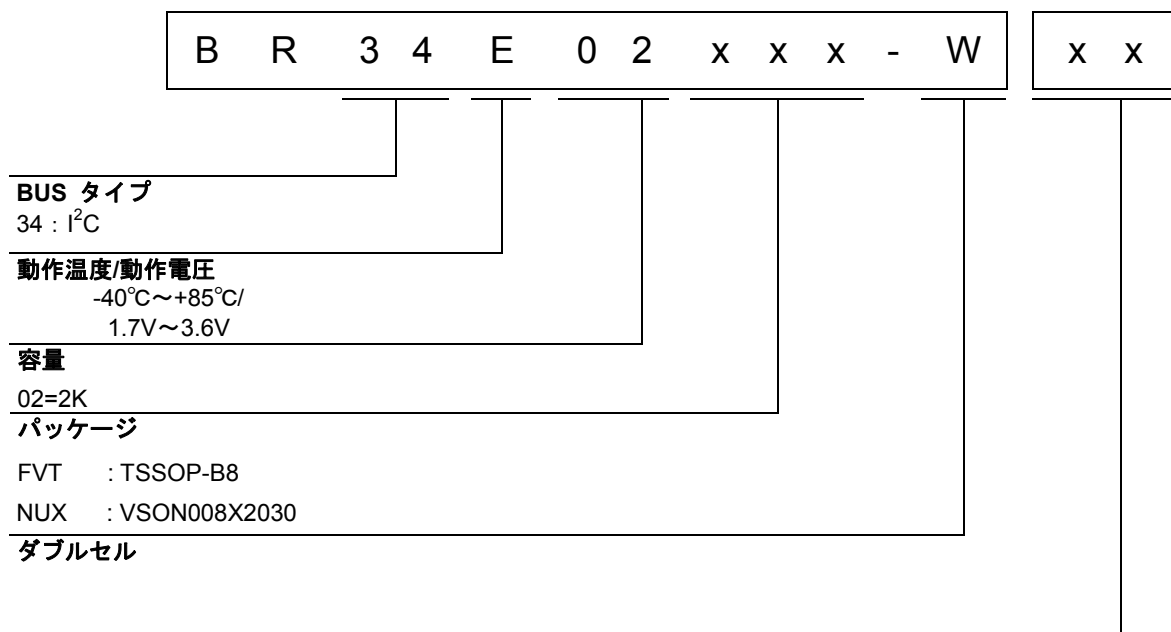 B R 3 4 E 0 2 x x x - W x x
BUS タイプ
34 : I²C
動作温度/動作電圧
-40℃～+85℃/
1.7V～3.6V
容量
02=2K
パッケージ
FVT : TSSOP-B8
NUX : VSON008X2030
ダブルセル